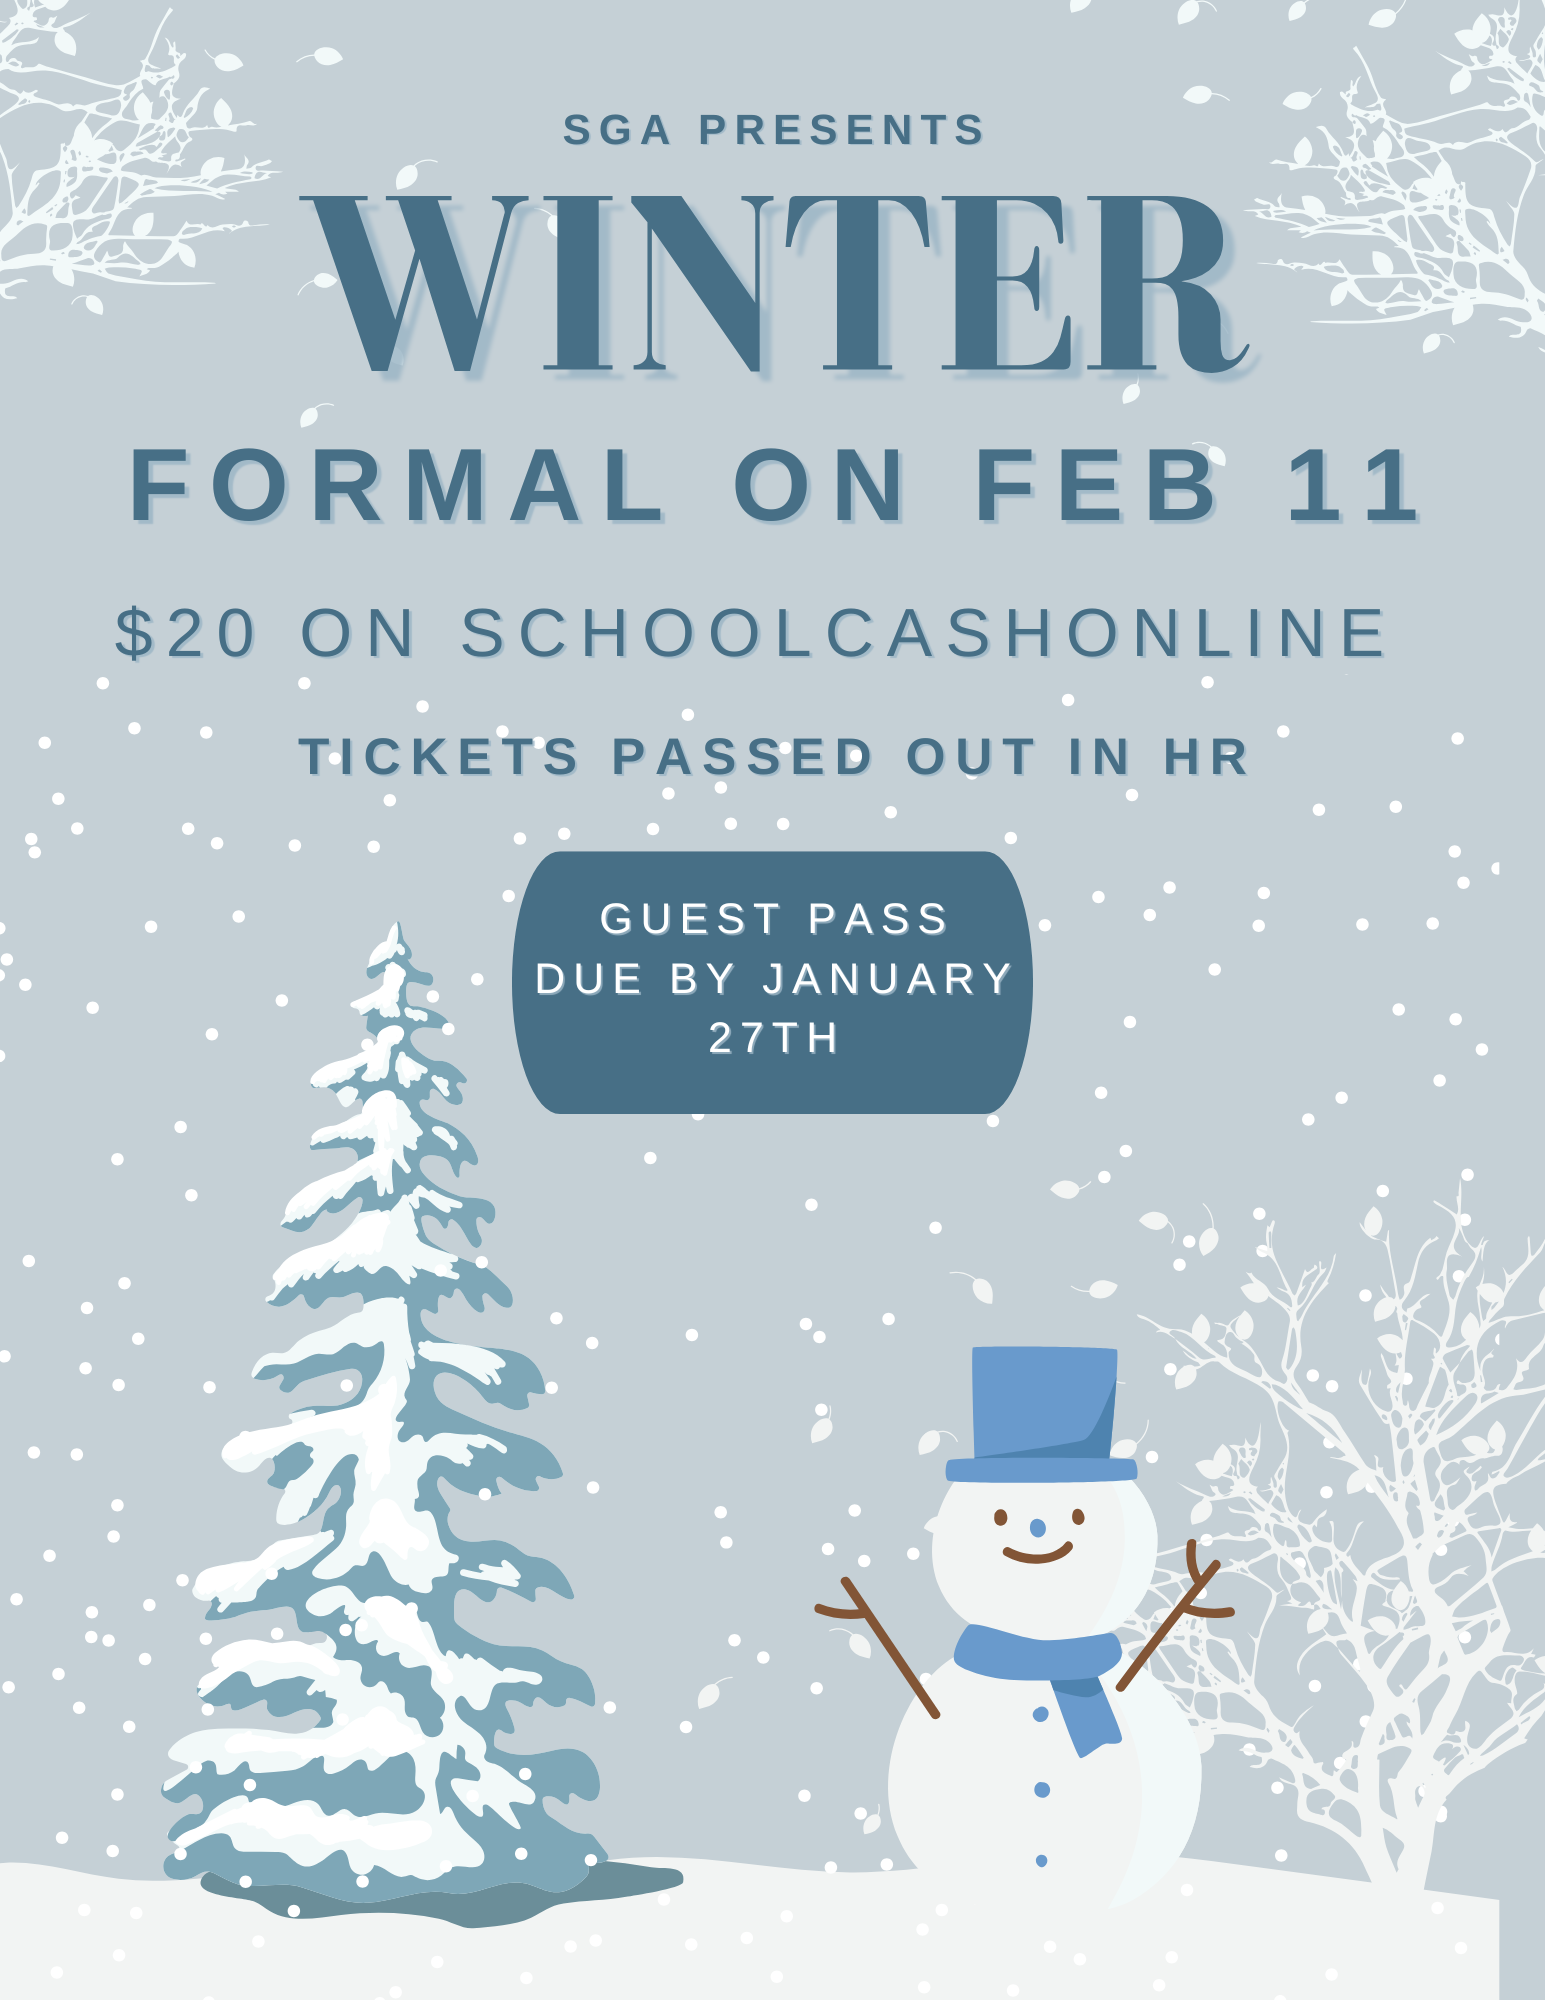 SGA PRESENTS
WINTER
FORMAL ON FEB 11
$20 ON SCHOOLCASHONLINE
TICKETS PASSED OUT IN HR
GUEST PASS
DUE BY JANUARY
27TH